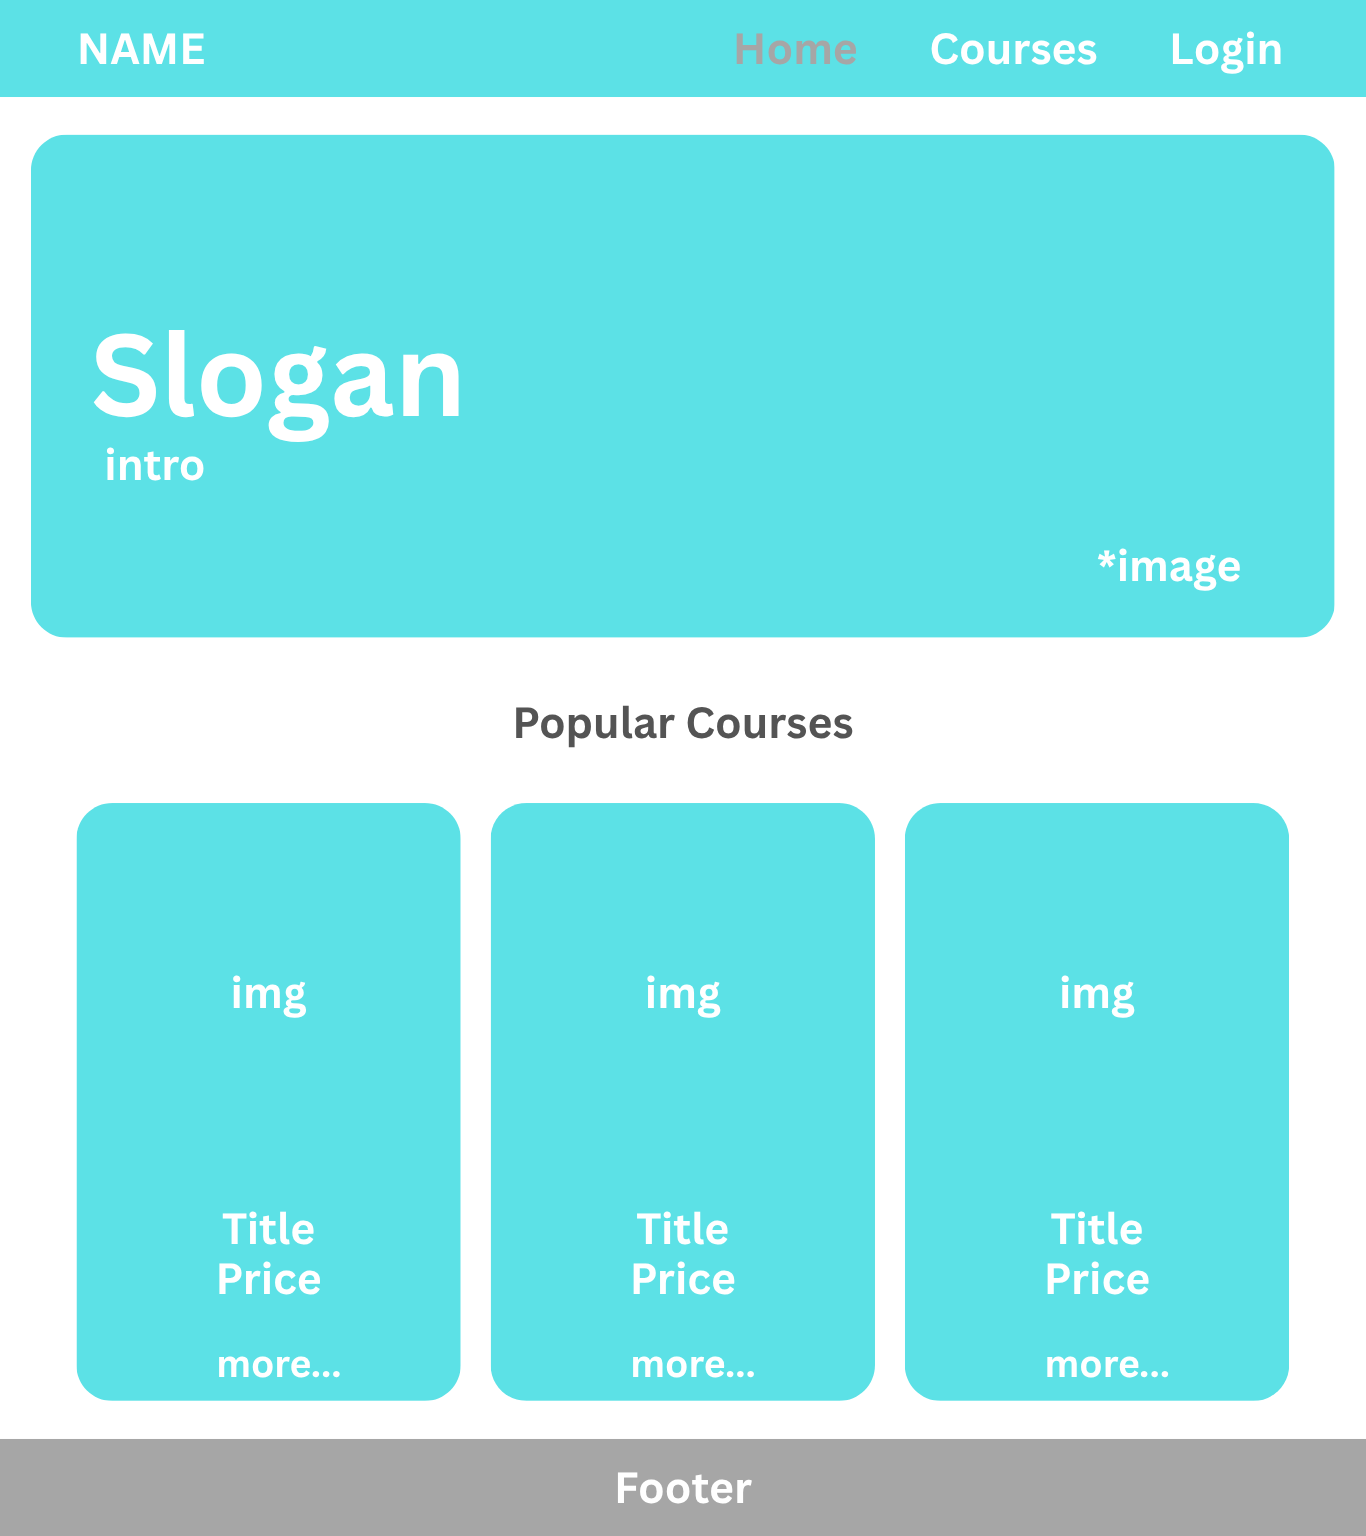 NAME Home Courses Login
Slogan
intro
*image
Popular Courses
img img img
Title Title Title
Price Price Price
more... more... more...
Footer